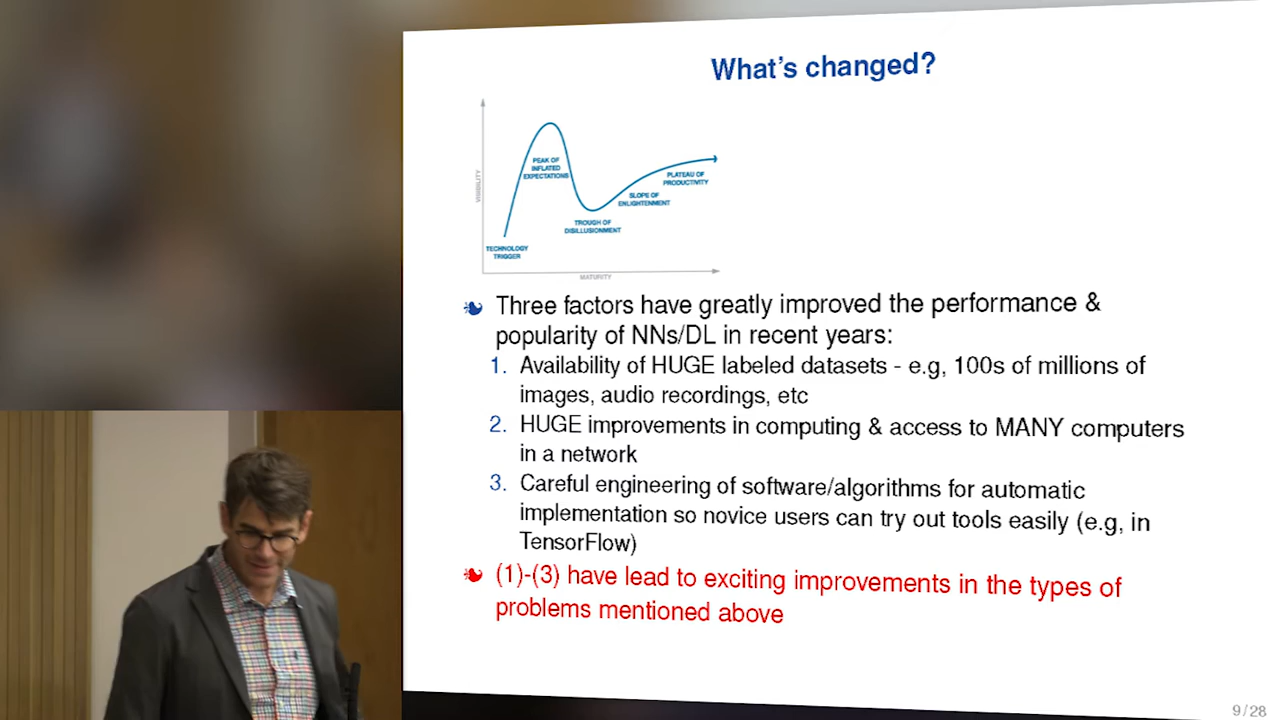 What's changed?
VISIBILITY
PEAK OF
INFLATED
EXPECTATIONS
PLATEAU OF
PRODUCTIVITY
SLOPE OF
ENLIGHTENMENT
TROUGH OF
DISILLUSIONMENT
TECHNOLOGY
TRIGGER
MATURITY
Three factors have greatly improved the performance &
popularity of NNs/DL in recent years:
1. Availability of HUGE labeled datasets - e.g, 100s of millions of
images, audio recordings, etc
2. HUGE improvements in computing & access to MANY computers
in a network
3. Careful engineering of software/algorithms for automatic
implementation so novice users can try out tools easily (e.g, in
TensorFlow)
(1)-(3) have lead to exciting improvements in the types of
problems mentioned above
9/28